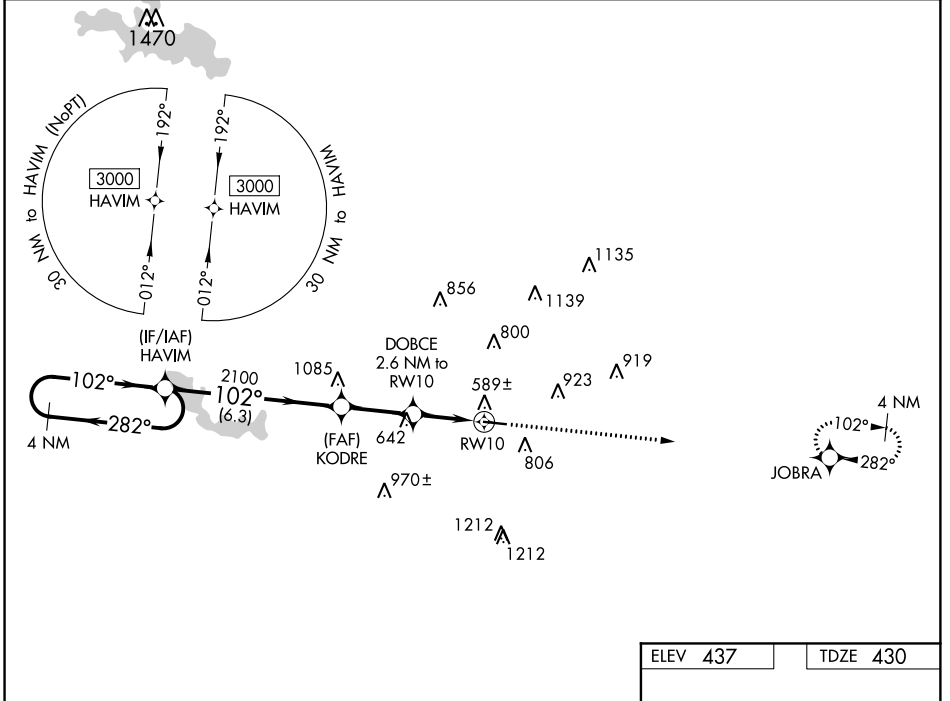 1470
30 NM to HAVIM (NoPT)
192°
3000
HAVIM
012°
192°
3000
HAVIM
012°
30 NM to HAVIM
1135
856
1139
800
(IF/IAF)
HAVIM
DOBCE
2.6 NM to
RW10
1085
919
589±
923
102°
2100
102°
(6.3)
282°
4 NM
(FAF)
KODRE
642
RW10
806
4 NM
102°
282°
JOBRA
970±
1212
1212
ELEV 437
TDZE 430